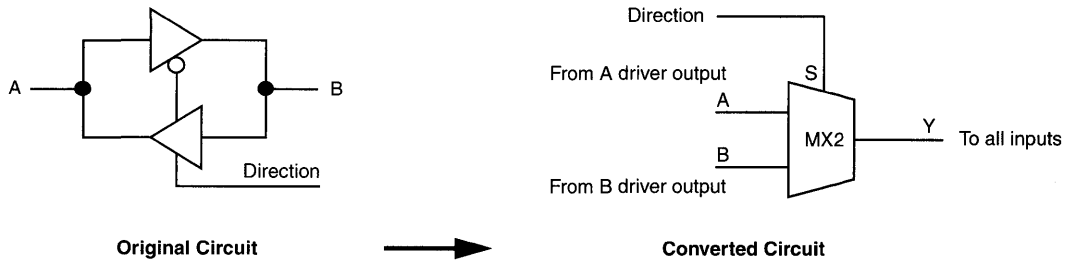 A
B
Direction
Original Circuit
Direction
From A driver output
S
A
MX2
Y
To all inputs
B
From B driver output
Converted Circuit